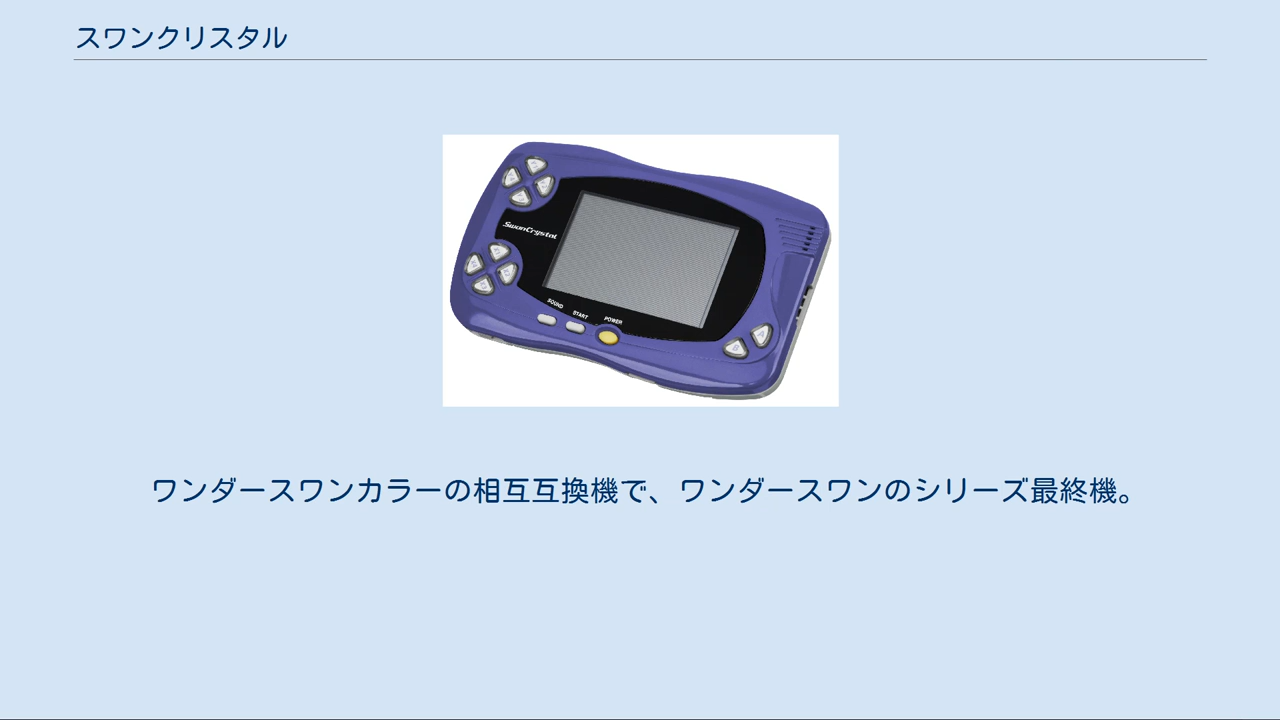 スワンクリスタル
SwanCrystal
SOUND
START
POWER
A
B
ワンダースワンカラーの相互互換機で、ワンダースワンのシリーズ最終機。